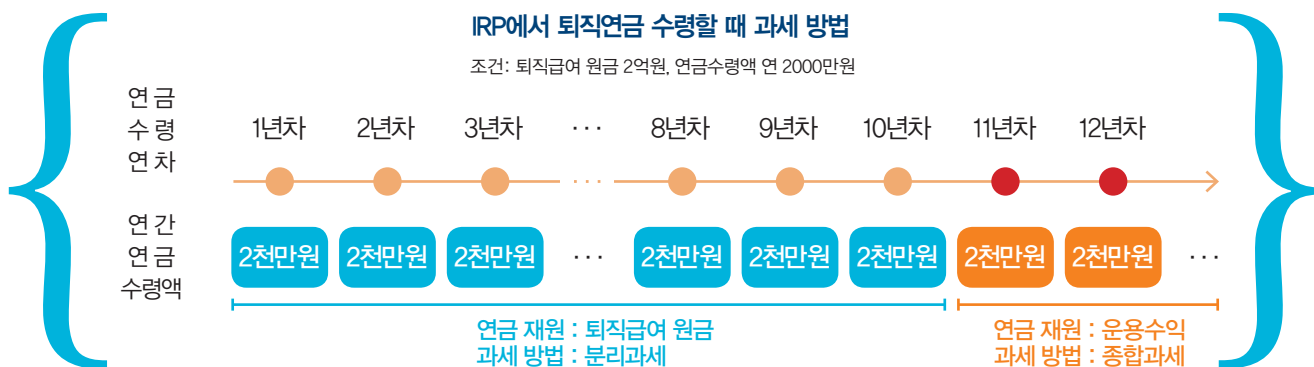 IRP에서 퇴직연금 수령할 때 과세 방법
조건: 퇴직급여 원금 2억원, 연금수령액 연 2000만원
연금
수령
연차
1년차 2년차 3년차 ··· 8년차 9년차 10년차 11년차 12년차
···
연간
연금
수령액
2천만원 2천만원 2천만원 ··· 2천만원 2천만원 2천만원 2천만원 2천만원 ···
연금 재원 : 퇴직급여 원금
과세 방법 : 분리과세
연금 재원 : 운용수익
과세 방법 : 종합과세